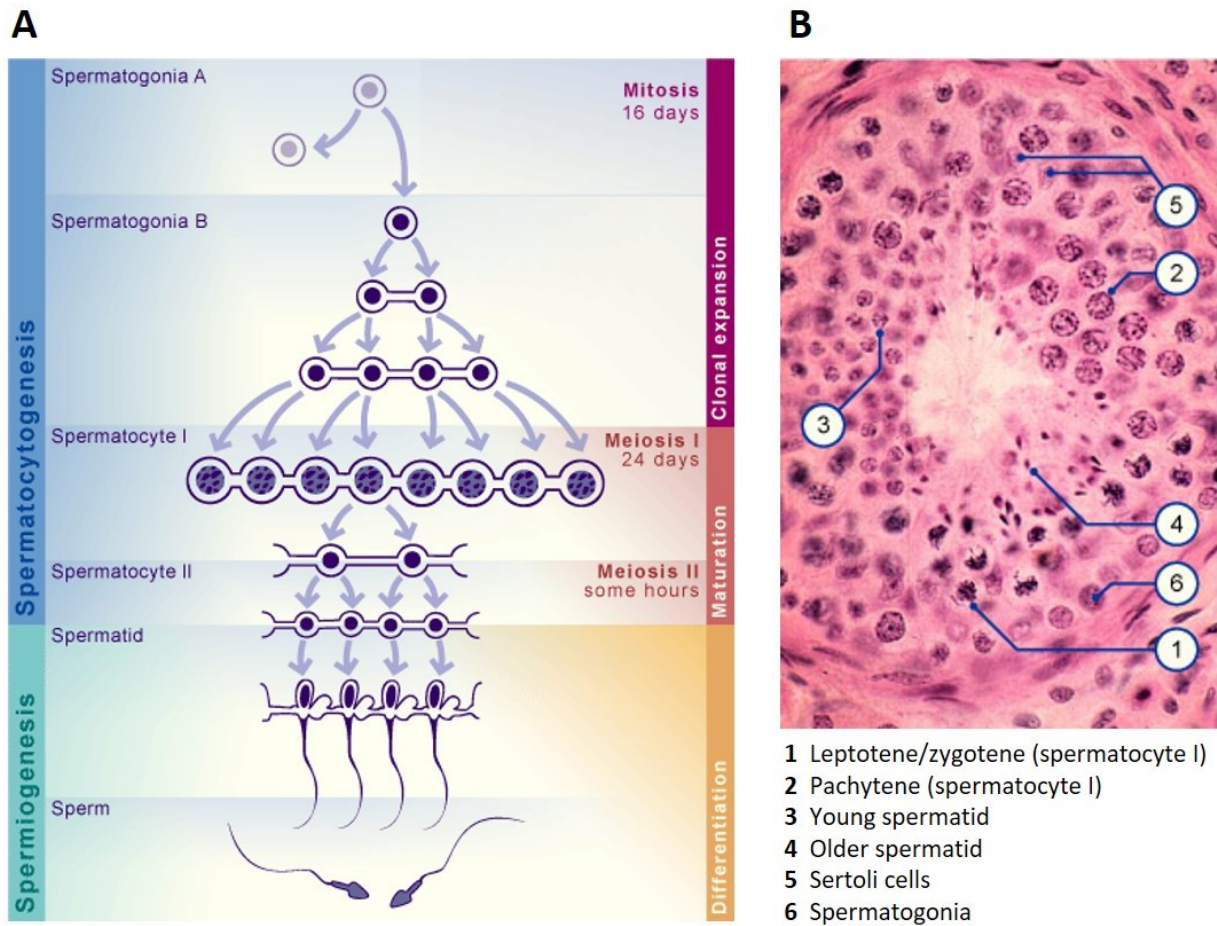 A
Spermatocytogenesis
Spermiogenesis
Spermatogonia A
Mitosis
16 days
Spermatogonia B
Clonal expansion
Spermatocyte I
Meiosis I
24 days
Spermatocyte II
Meiosis II
some hours
Maturation
Spermatid
Sperm
Differentiation
B
5
2
3
4
6
1
1 Leptotene/zygotene (spermatocyte I)
2 Pachytene (spermatocyte I)
3 Young spermatid
4 Older spermatid
5 Sertoli cells
6 Spermatogonia